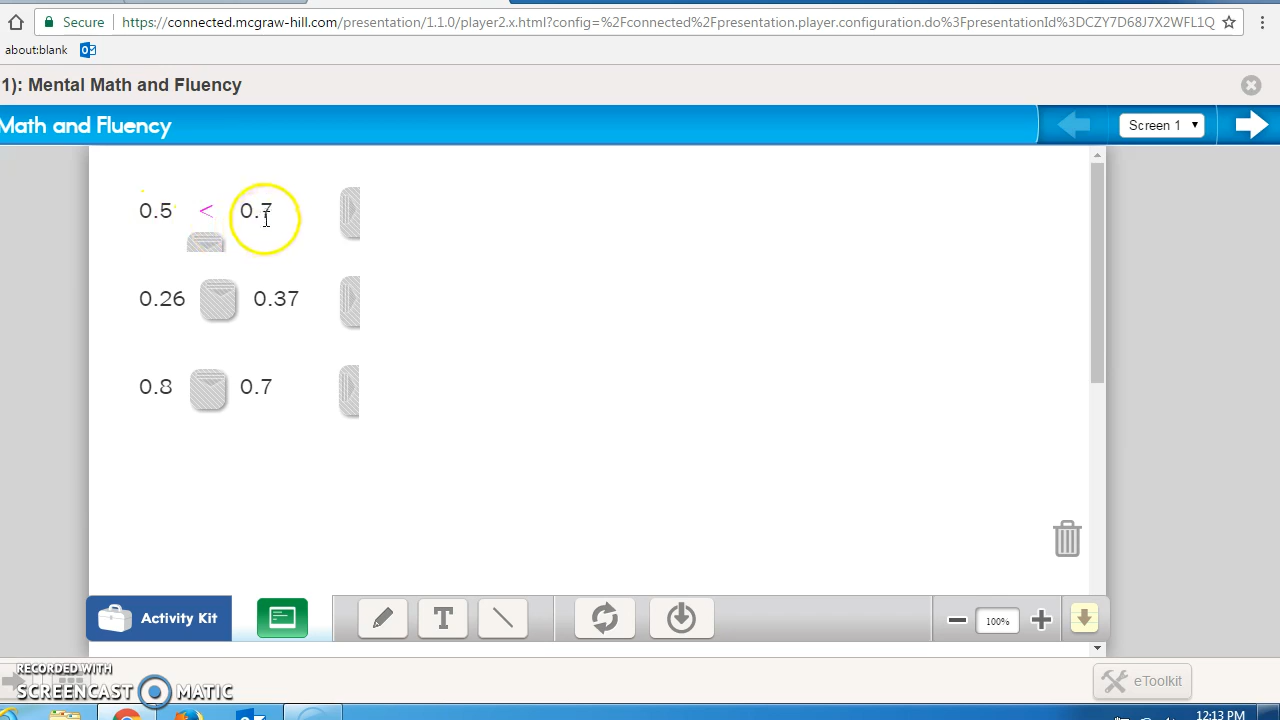 Secure https://connected.mcgraw-hill.com/presentation/1.1.0/player2.x.html?config=%2Fconnected%2Fpresentation.player.configuration.do%3FpresentationId%3DCZY7D68J7X2WFL1Q
about:blank
1): Mental Math and Fluency
Math and Fluency
Screen 1
0.5 < 0.7
0.26 0.37
0.8 0.7
Activity Kit
T
100%
RECORDED WITH
SCREENCAST MATIC
eToolkit
12:13 PM